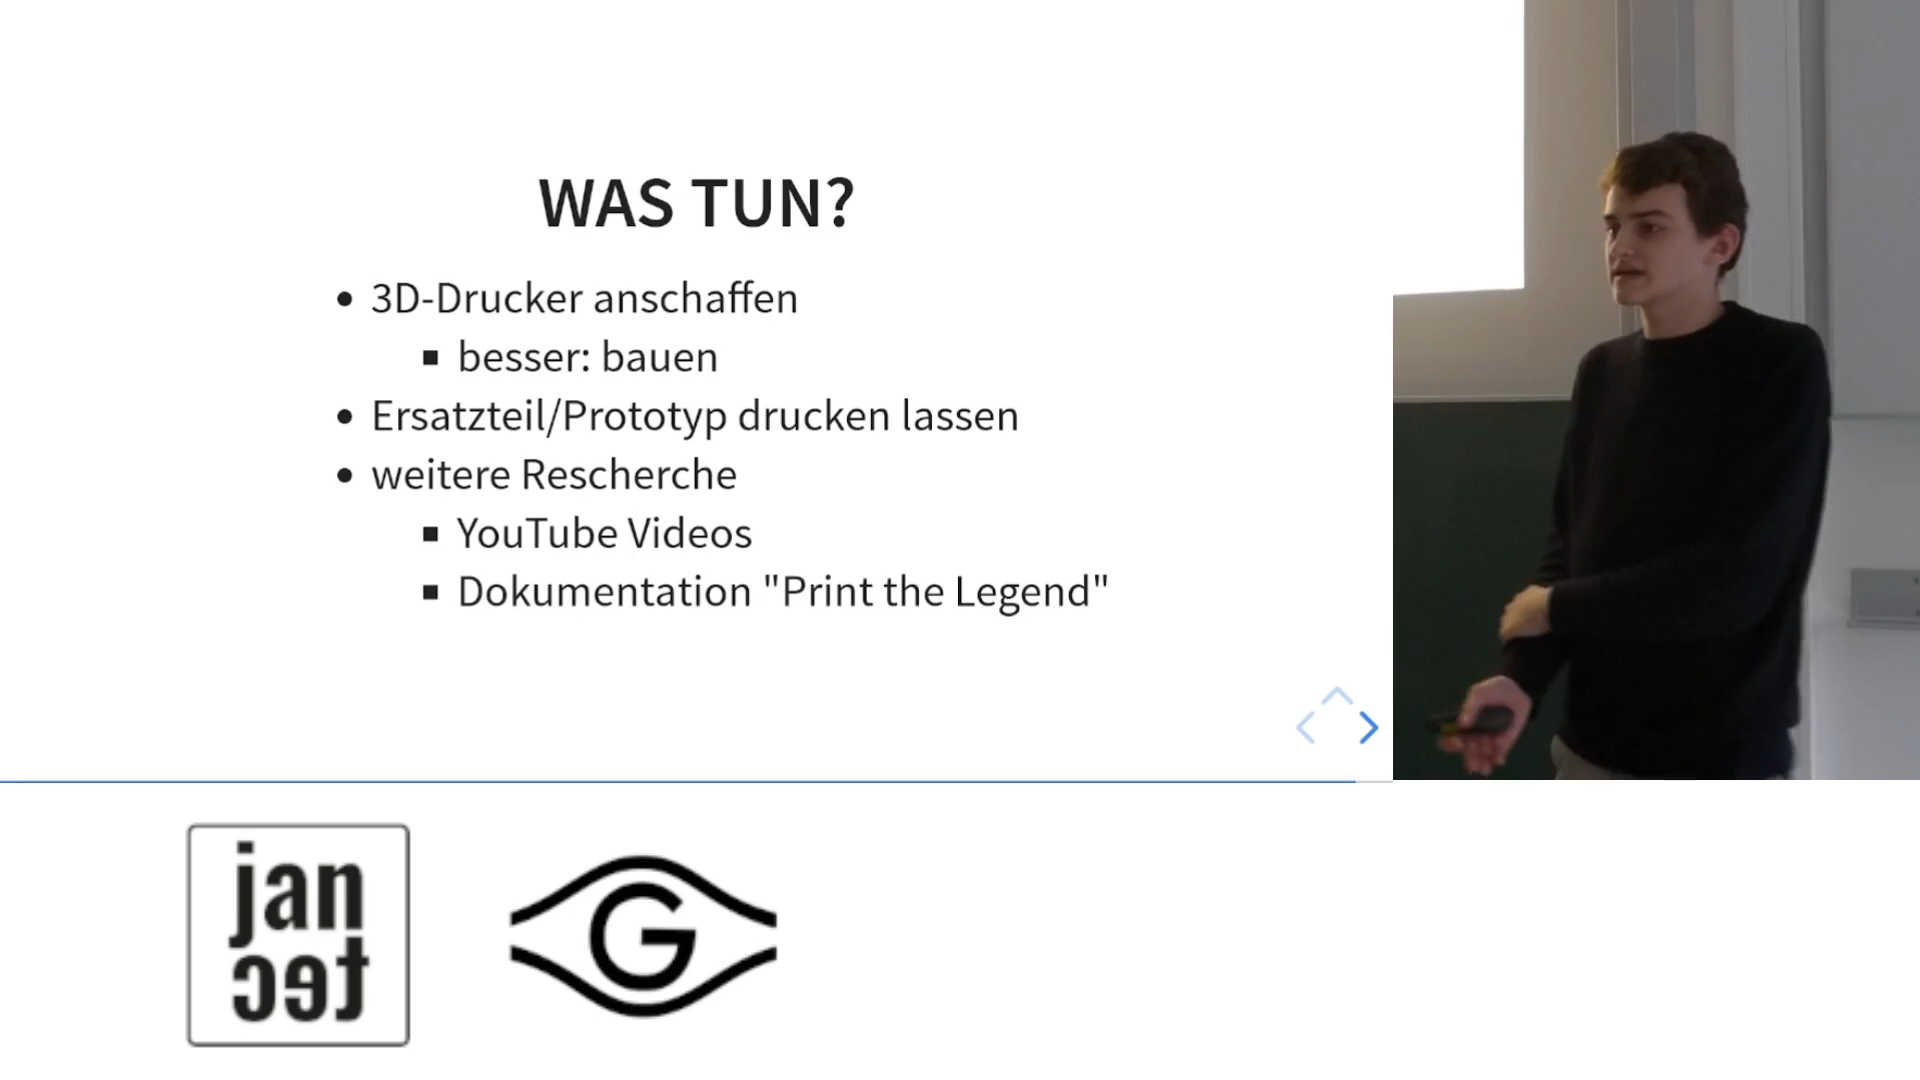 WAS TUN?
3D-Drucker anschaffen
besser: bauen
Ersatzteil/Prototyp drucken lassen
weitere Rescherche
YouTube Videos
Dokumentation "Print the Legend"
jan
tec
G